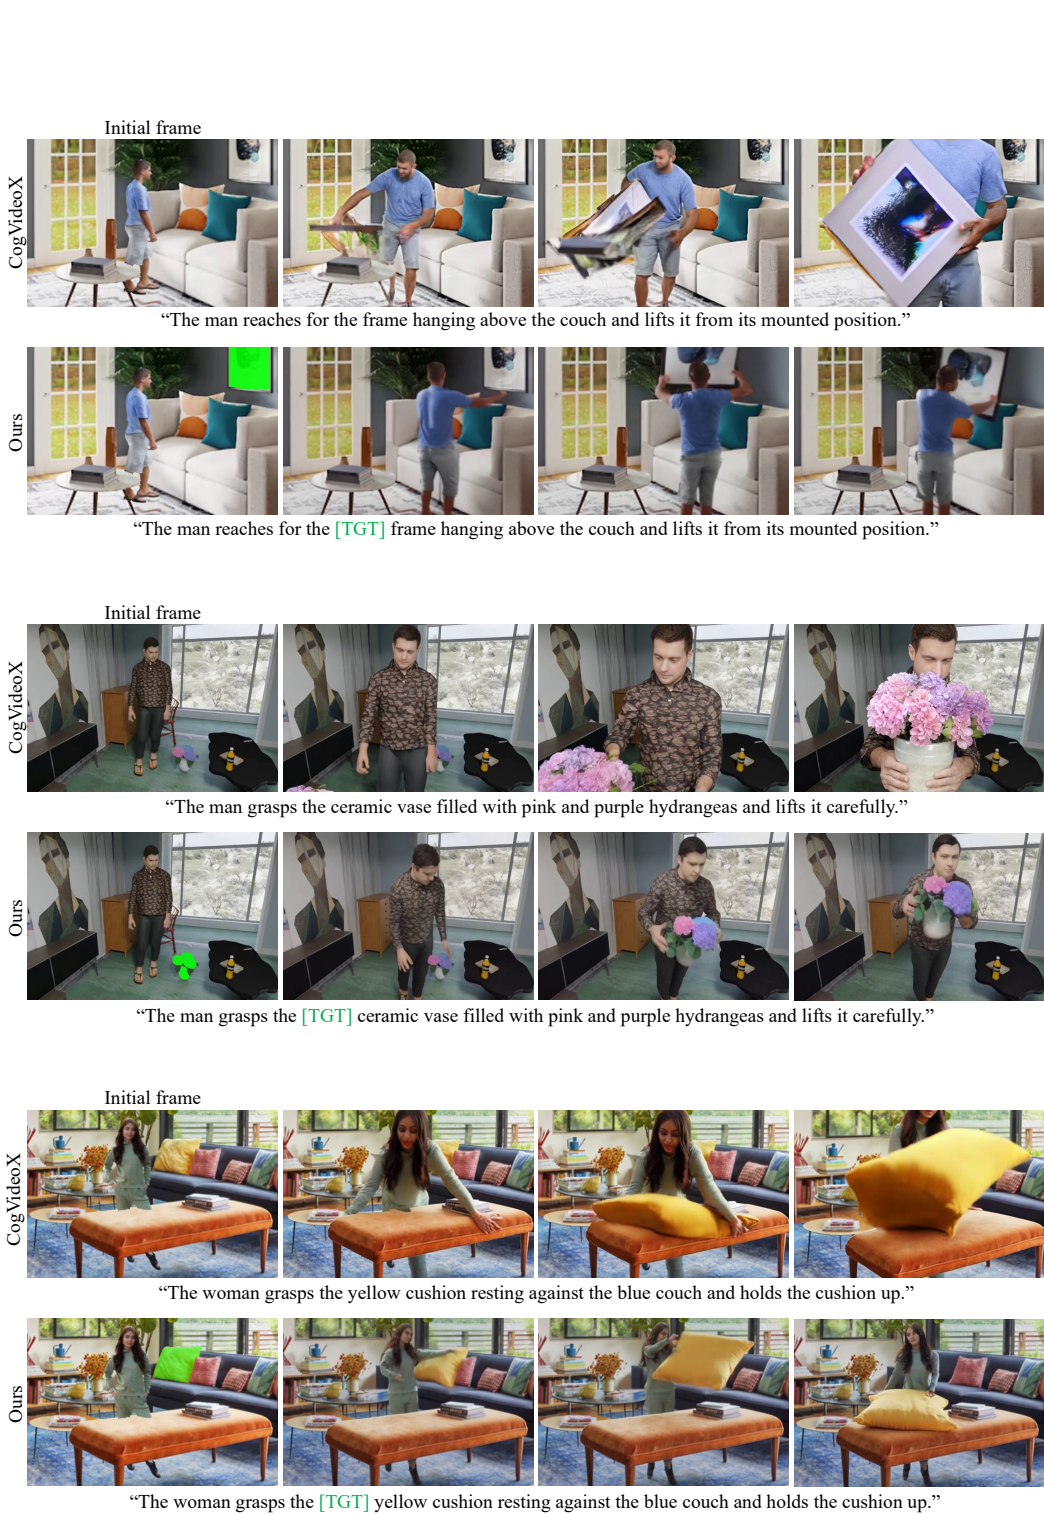 Initial frame
CogVideoX
“The man reaches for the frame hanging above the couch and lifts it from its mounted position.”
Ours
“The man reaches for the [TGT] frame hanging above the couch and lifts it from its mounted position.”
Initial frame
CogVideoX
“The man grasps the ceramic vase filled with pink and purple hydrangeas and lifts it carefully.”
Ours
“The man grasps the [TGT] ceramic vase filled with pink and purple hydrangeas and lifts it carefully.”
Initial frame
CogVideoX
“The woman grasps the yellow cushion resting against the blue couch and holds the cushion up.”
Ours
“The woman grasps the [TGT] yellow cushion resting against the blue couch and holds the cushion up.”